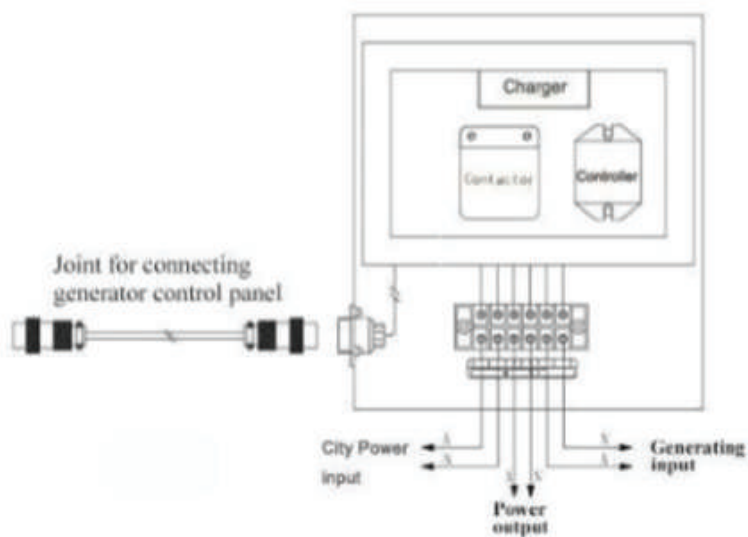 Charger
Contactor
Controller
Joint for connecting
generator control panel
City Power
input
Generating
input
Power
output